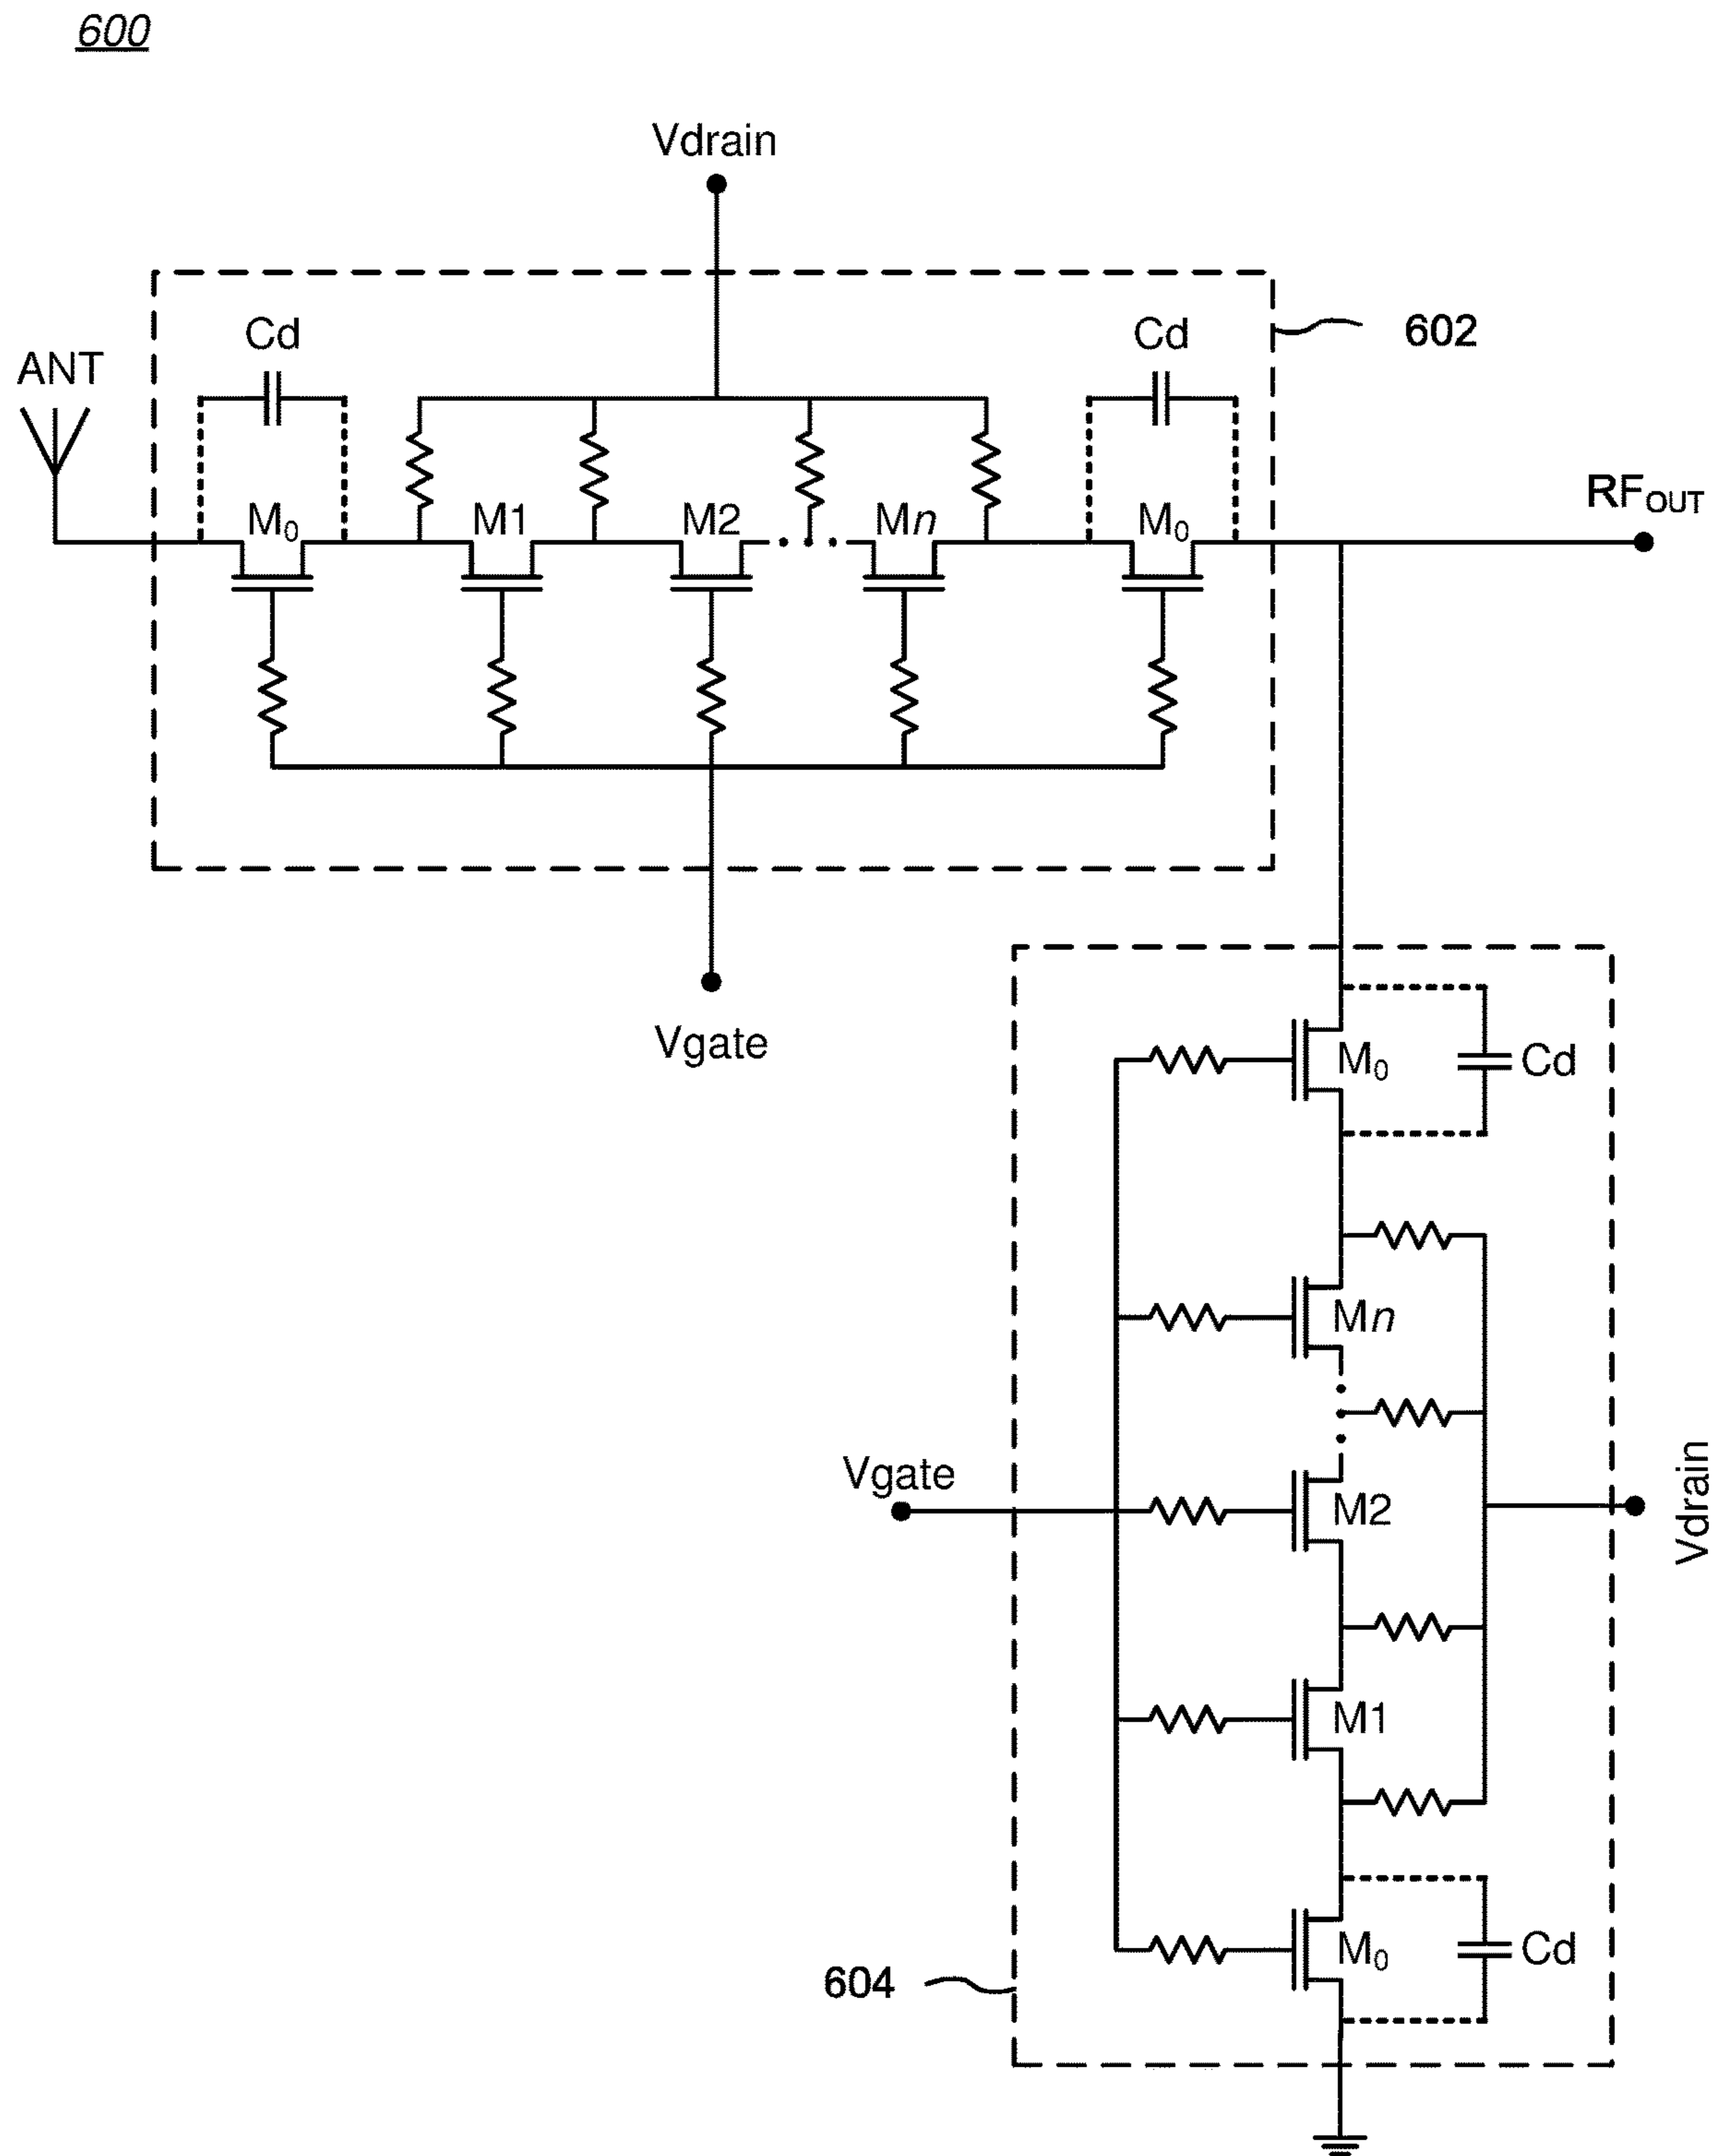 600
Vdrain
Cd
Cd
602
ANT
RF_OUT
M₀
M1
M2
Mn
M₀
Vgate
M₀
Cd
Mn
Vgate
M2
Vdrain
M1
M₀
Cd
604